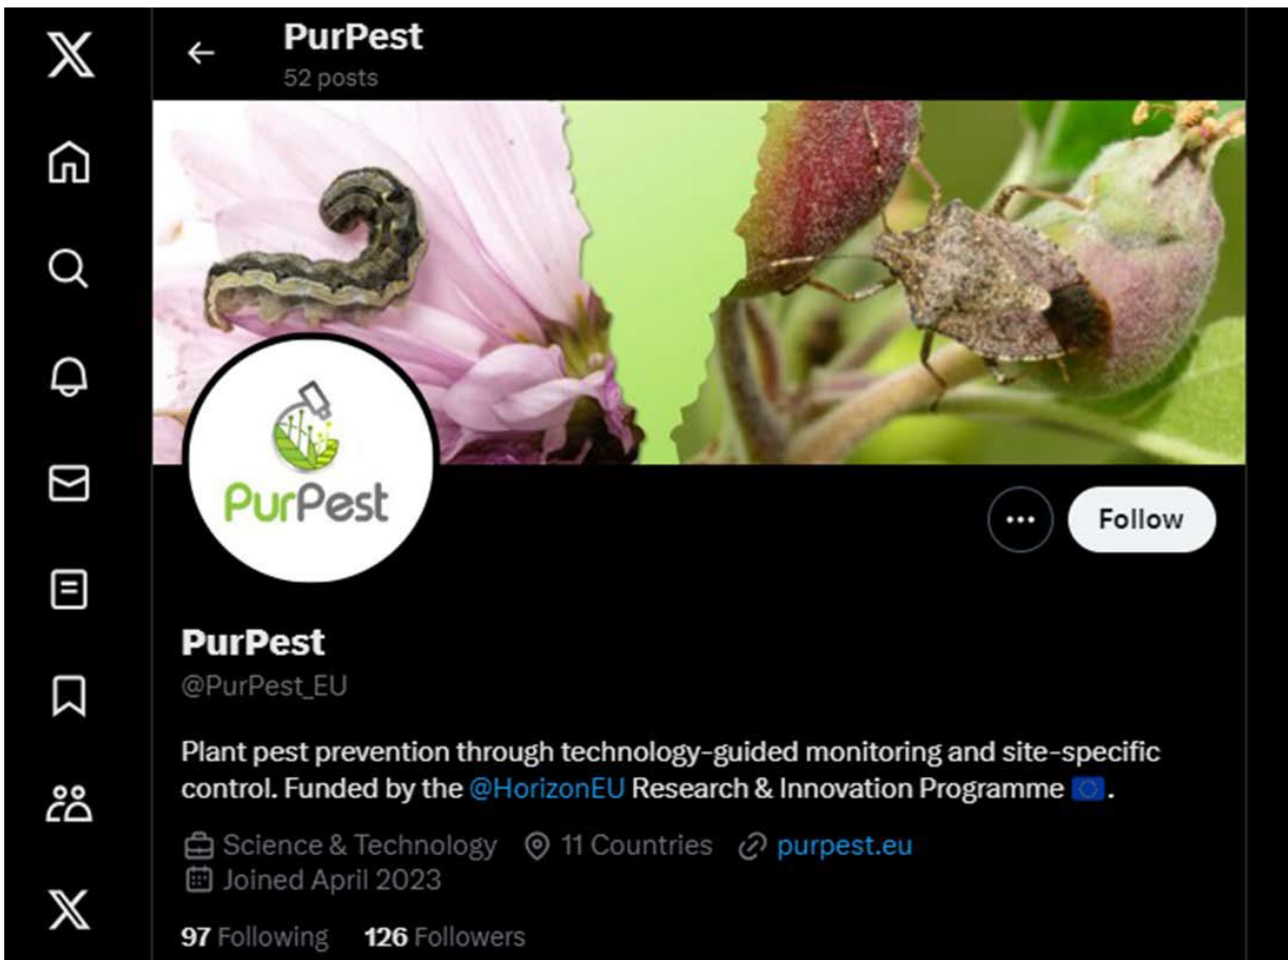 PurPest
52 posts
PurPest
Follow
PurPest
@PurPest_EU
Plant pest prevention through technology-guided monitoring and site-specific
control. Funded by the @HorizonEU Research & Innovation Programme 🇪🇺.
Science & Technology 11 Countries purpest.eu
Joined April 2023
97 Following 126 Followers